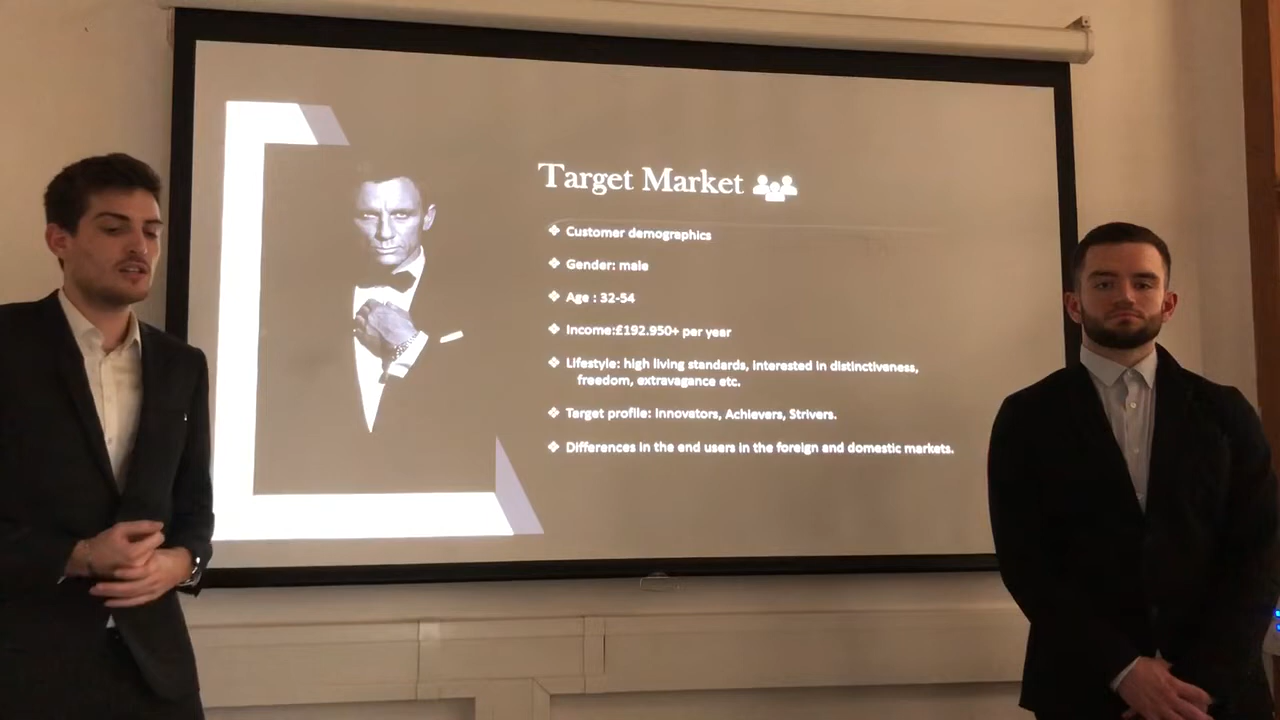 Target Market
❖ Customer demographics
❖ Gender: male
❖ Age : 32-54
❖ Income:£192.950+ per year
❖ Lifestyle: high living standards, interested in distinctiveness,
freedom, extravagance etc.
❖ Target profile: Innovators, Achievers, Strivers.
❖ Differences in the end users in the foreign and domestic markets.